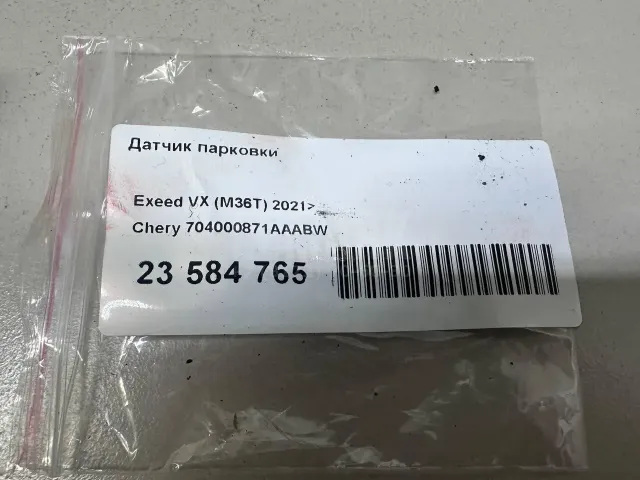 Датчик парковки
Exeed VX (M36T) 2021>
Chery 704000871AAABW
23 584 765